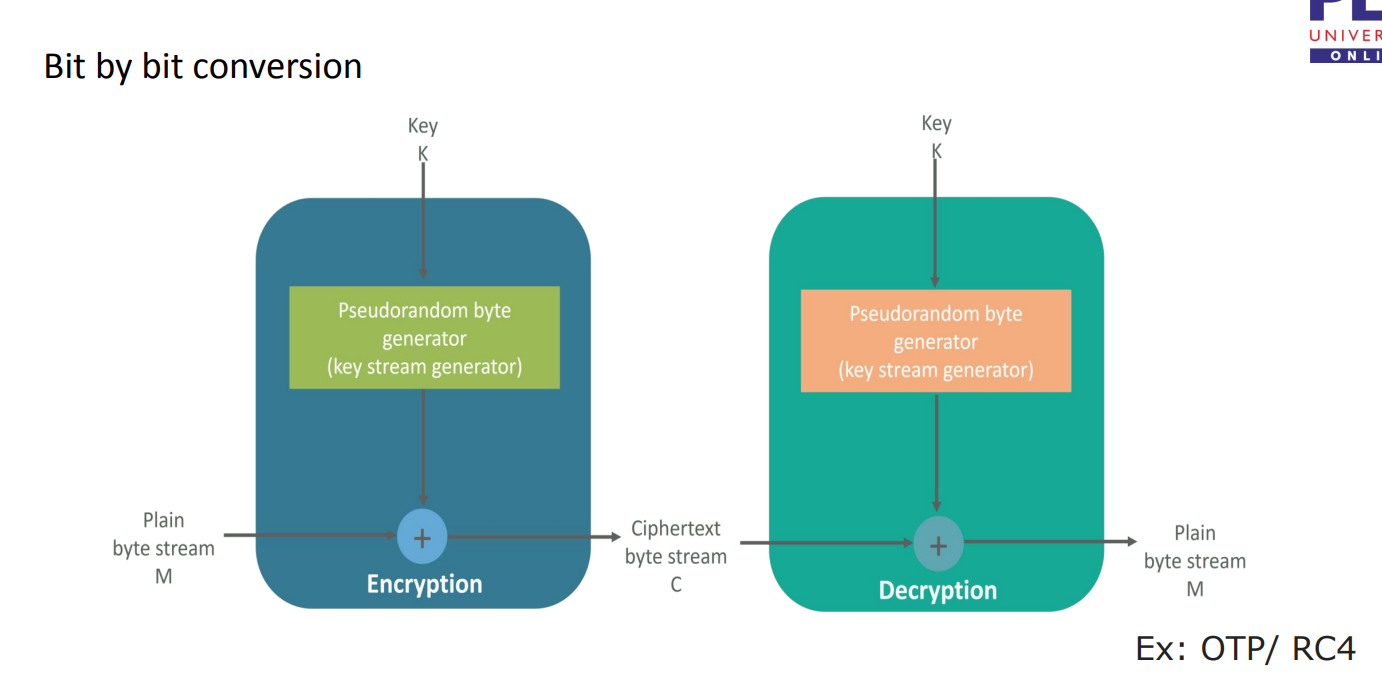 UNIVER
ONLI
Bit by bit conversion
Key
K
Key
K
Pseudorandom byte
generator
(key stream generator)
Pseudorandom byte
generator
(key stream generator)
Plain
byte stream
M
+
Encryption
Ciphertext
byte stream
C
+
Decryption
Plain
byte stream
M
Ex: OTP/ RC4